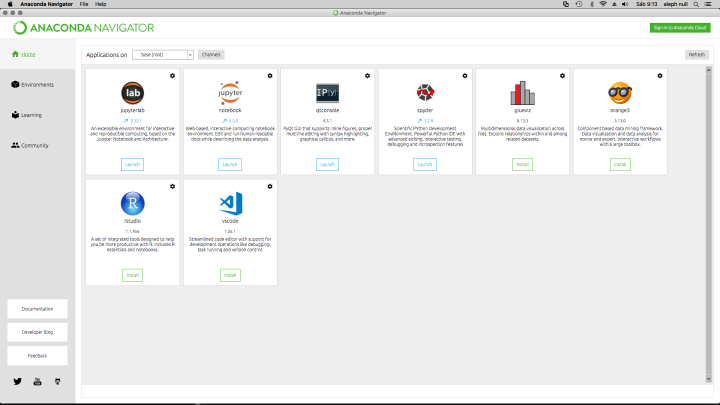 Anaconda Navigator File Help
Sáb 9:13 aleph null
Anaconda Navigator
ANACONDA NAVIGATOR
Sign in to Anaconda Cloud
Home
Environments
Learning
Community
Documentation
Developer Blog
Feedback
Applications on
base (root)
Channels
Refresh
lab
jupyterlab
0.32.1
An extensible environment for interactive
and reproducible computing, based on the
Jupyter Notebook and Architecture.
Launch
jupyter
notebook
Web-based, interactive computing notebook
environment. Edit and run human-readable
docs while describing the data analysis.
Launch
IP[y]:
qtconsole
4.3.1
PyQt GUI that supports inline figures, proper
multiline editing with syntax highlighting,
graphical calltips, and more.
Launch
spyder
Scientific PYthon Development
EnviRonment. Powerful Python IDE with
advanced editing, interactive testing,
debugging and introspection features
Launch
glueviz
0.13.3
Multidimensional data visualization across
files. Explore relationships within and among
related datasets.
Install
orange3
3.13.0
Component based data mining framework.
Data visualization and data analysis for
novice and expert. Interactive workflows
with a large toolbox.
Install
R
rstudio
1.1.456
A set of integrated tools designed to help
you be more productive with R. Includes R
essentials and notebooks.
Install
vscode
Streamlined code editor with support for
development operations like debugging,
task running and version control.
Install